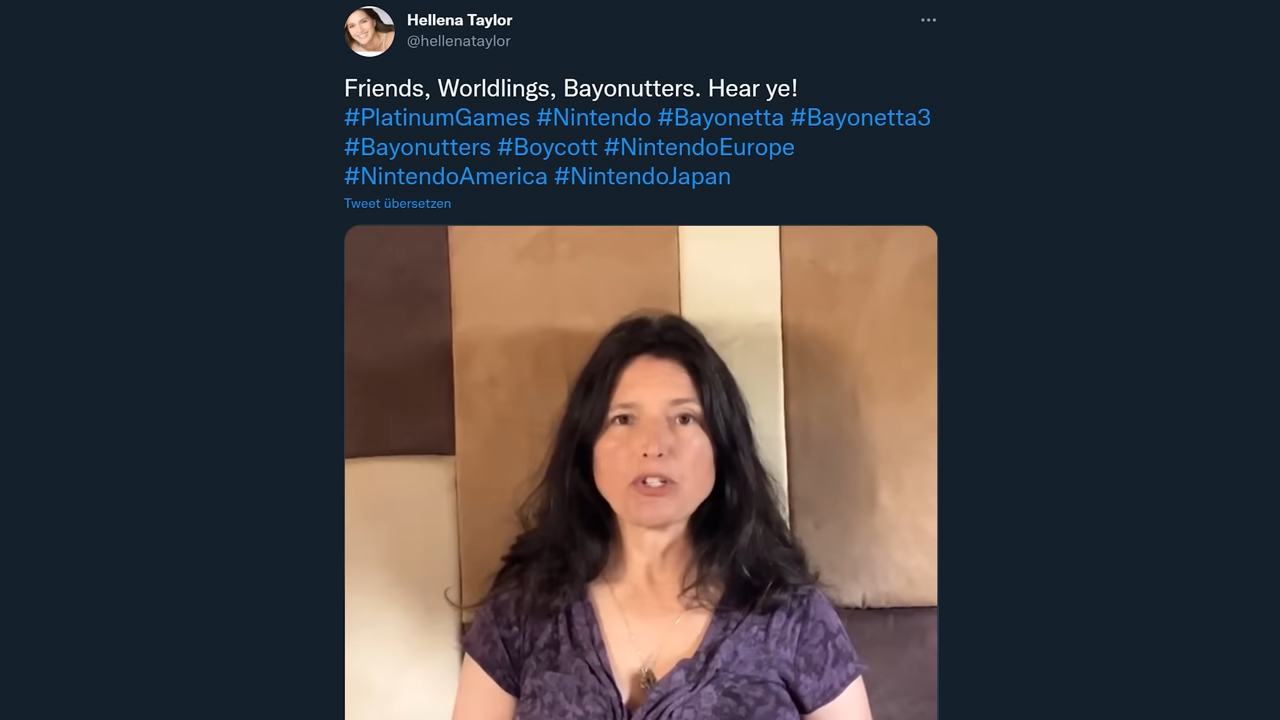 Hellena Taylor
@hellenataylor
Friends, Worldlings, Bayonutters. Hear ye!
#PlatinumGames #Nintendo #Bayonetta #Bayonetta3
#Bayonutters #Boycott #NintendoEurope
#NintendoAmerica #NintendoJapan
Tweet übersetzen